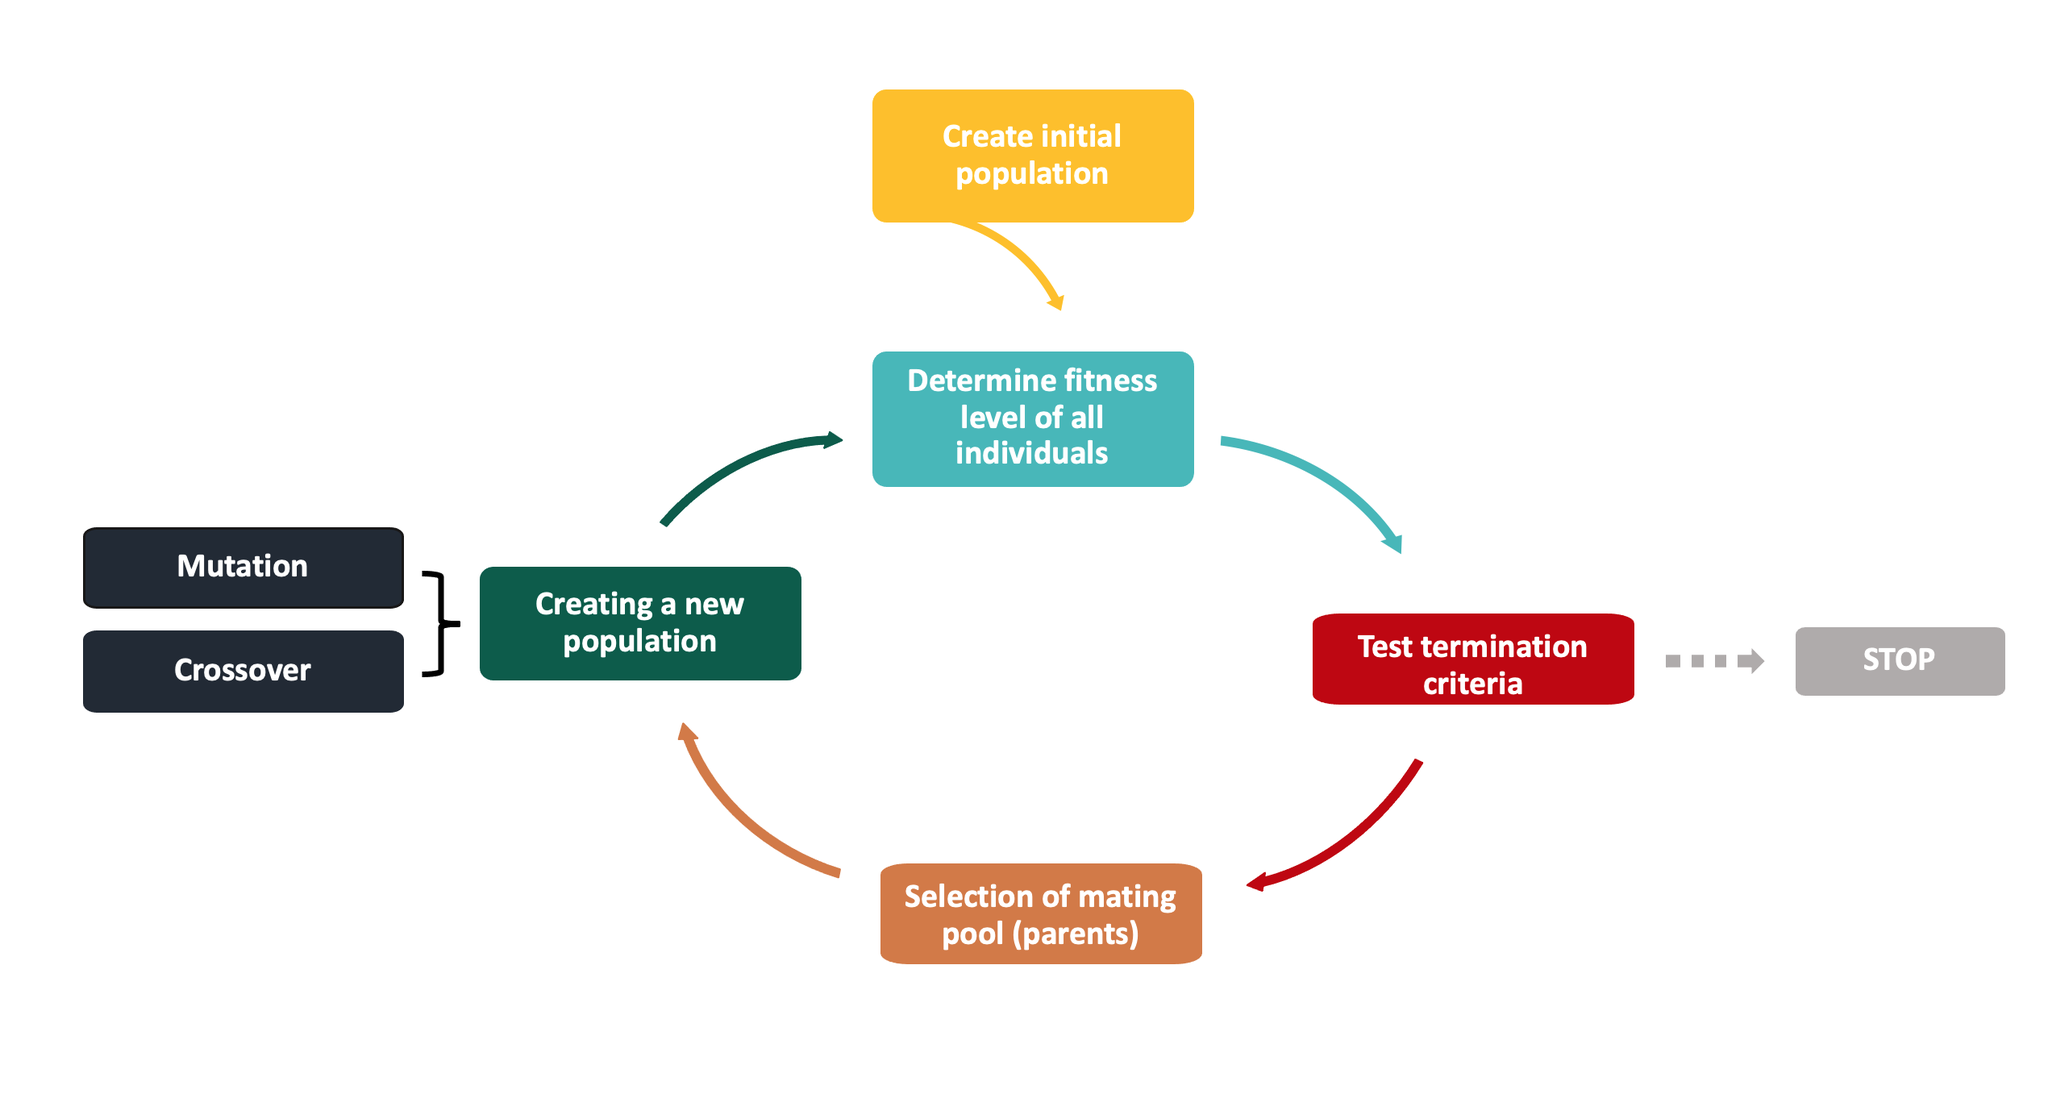 Create initial
population
Determine fitness
level of all
individuals
Mutation
Crossover
Creating a new
population
Test termination
criteria
STOP
Selection of mating
pool (parents)